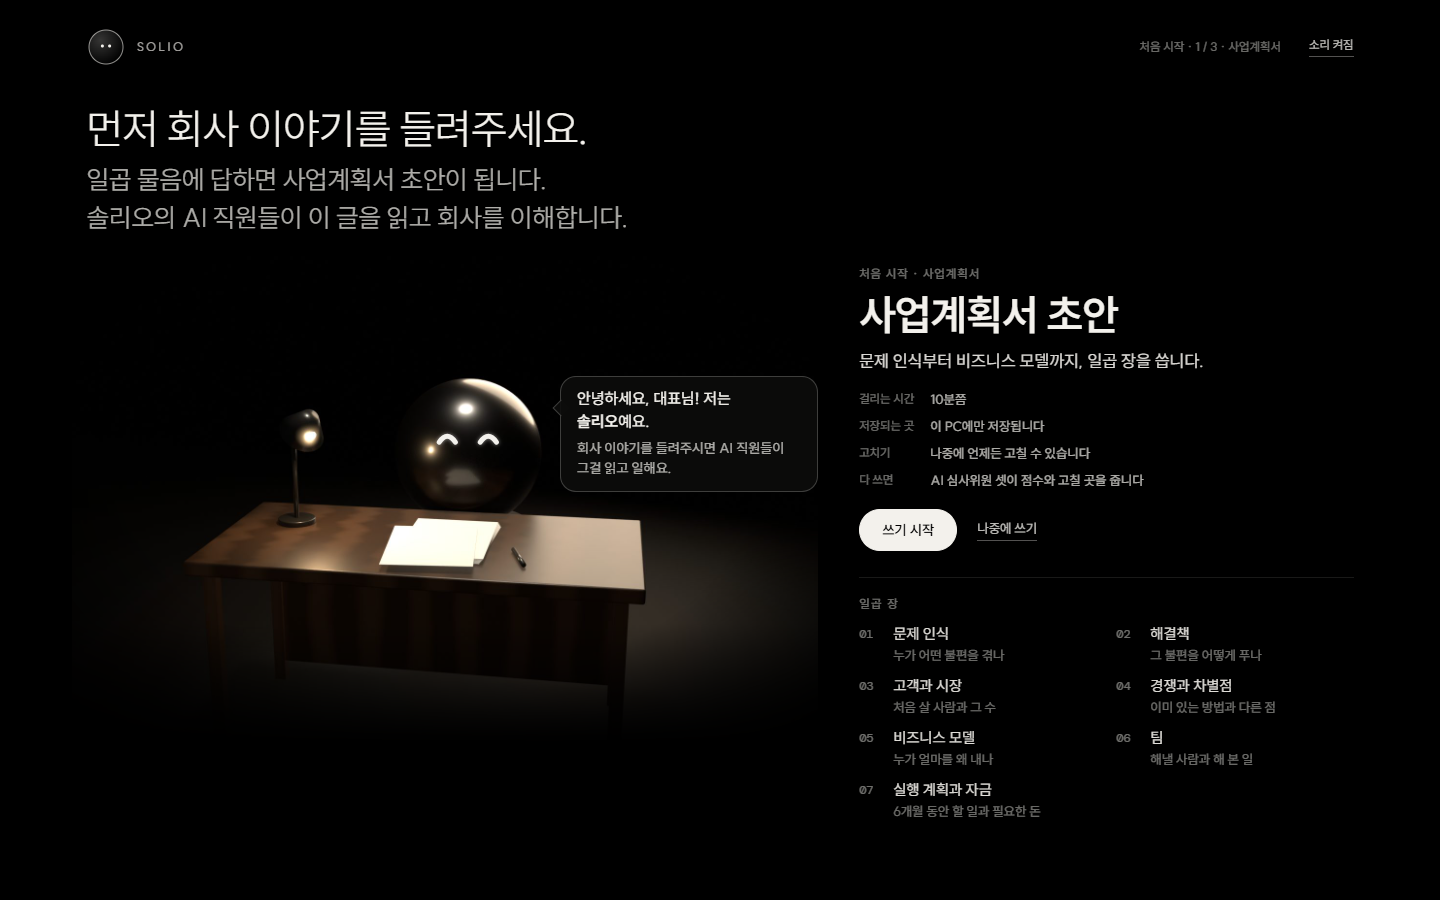 SOLIO
처음 시작 · 1 / 3 · 사업계획서
소리 켜짐
먼저 회사 이야기를 들려주세요.
일곱 물음에 답하면 사업계획서 초안이 됩니다.
솔리오의 AI 직원들이 이 글을 읽고 회사를 이해합니다.
안녕하세요, 대표님! 저는
솔리오예요.
회사 이야기를 들려주시면 AI 직원들이
그걸 읽고 일해요.
처음 시작 · 사업계획서
사업계획서 초안
문제 인식부터 비즈니스 모델까지, 일곱 장을 씁니다.
걸리는 시간 10분쯤
저장되는 곳 이 PC에만 저장됩니다
고치기 나중에 언제든 고칠 수 있습니다
다 쓰면 AI 심사위원 셋이 점수와 고칠 곳을 줍니다
쓰기 시작 나중에 쓰기
일곱 장
01 문제 인식
누가 어떤 불편을 겪나
02 해결책
그 불편을 어떻게 푸나
03 고객과 시장
처음 살 사람과 그 수
04 경쟁과 차별점
이미 있는 방법과 다른 점
05 비즈니스 모델
누가 얼마를 왜 내나
06 팀
해낼 사람과 해 본 일
07 실행 계획과 자금
6개월 동안 할 일과 필요한 돈